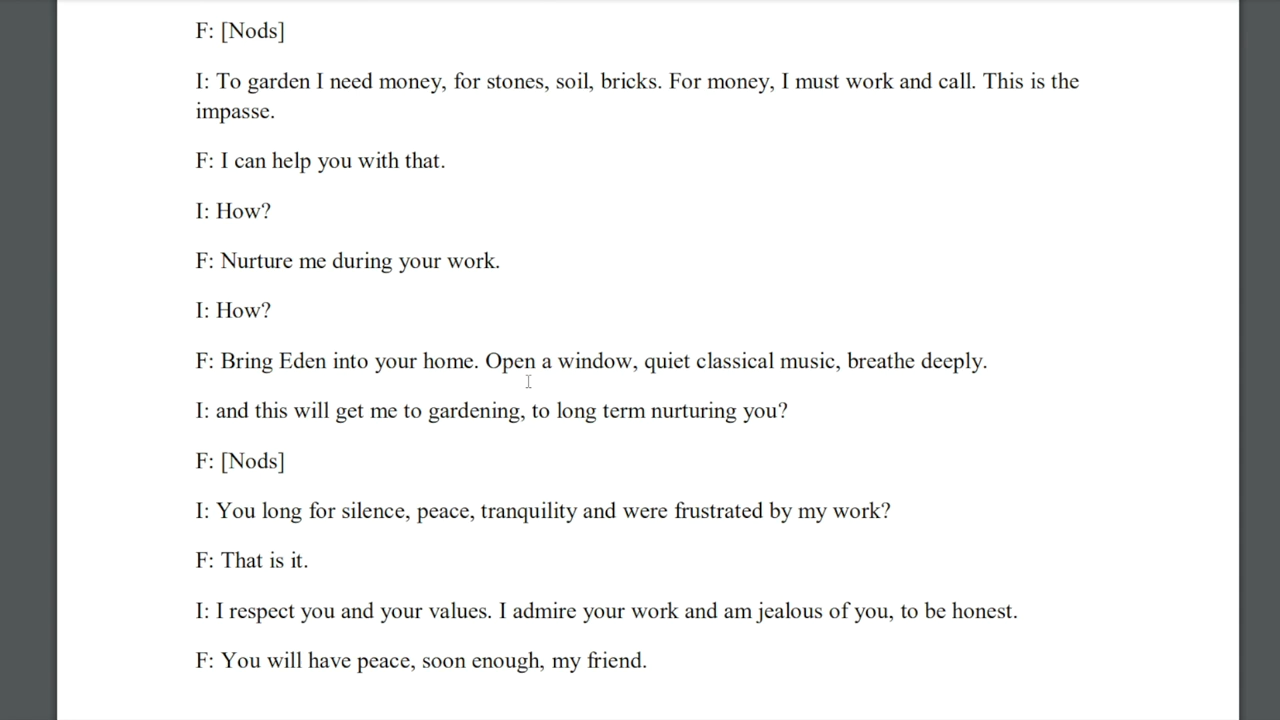 F: [Nods]
I: To garden I need money, for stones, soil, bricks. For money, I must work and call. This is the
impasse.
F: I can help you with that.
I: How?
F: Nurture me during your work.
I: How?
F: Bring Eden into your home. Open a window, quiet classical music, breathe deeply.
I: and this will get me to gardening, to long term nurturing you?
F: [Nods]
I: You long for silence, peace, tranquility and were frustrated by my work?
F: That is it.
I: I respect you and your values. I admire your work and am jealous of you, to be honest.
F: You will have peace, soon enough, my friend.